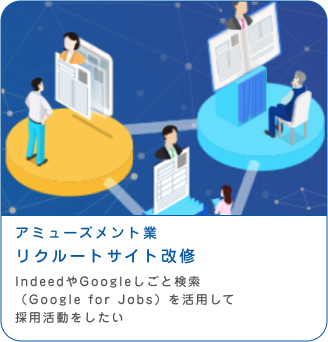 アミューズメント業
リクルートサイト改修
IndeedやGoogleしごと検索
（Google for Jobs）を活用して
採用活動をしたい